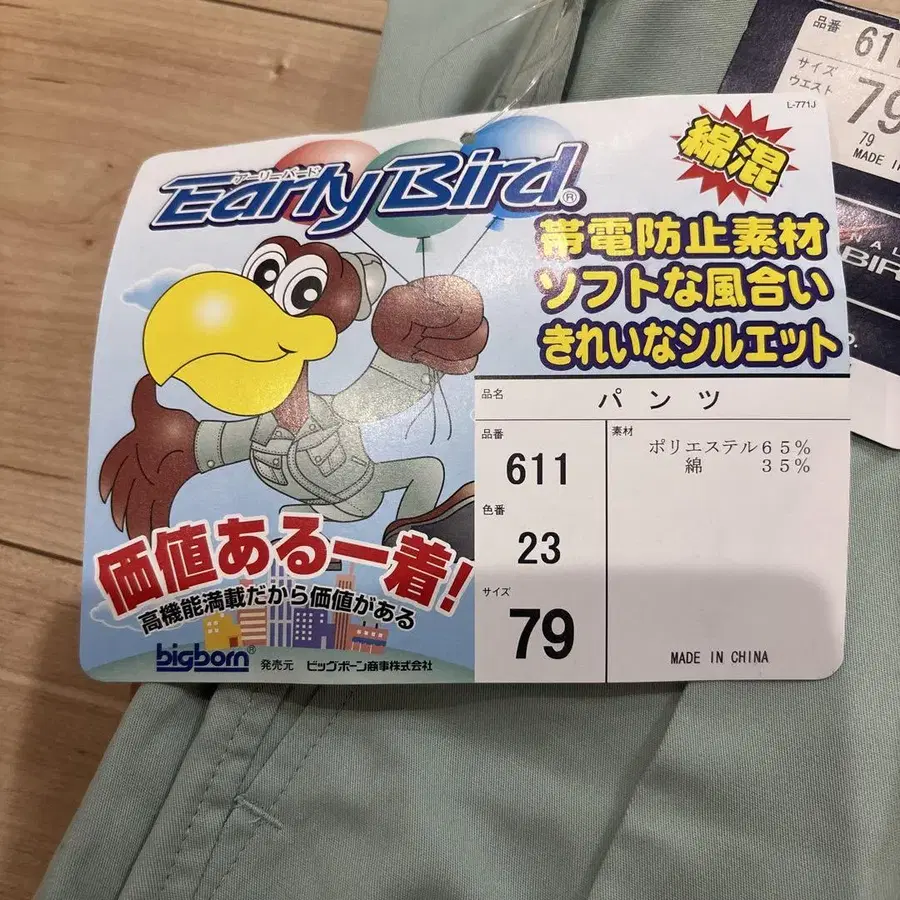 品番 611
サイズ
ウエスト 79
79
MADE IN
L-771J
綿混
アーリーバード
Early Bird®
帯電防止素材
ソフトな風合い
きれいなシルエット
品名 パンツ
品番
611
素材
ポリエステル65%
綿 35%
色番
23
サイズ
79
MADE IN CHINA
価値ある一着!
高機能満載だから価値がある
bigborn® 発売元 ビッグボーン商事株式会社